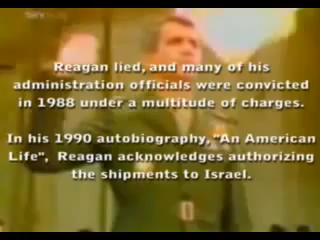 Reagan lied, and many of his
administration officials were convicted
in 1988 under a multitude of charges.
In his 1990 autobiography, "An American
Life", Reagan acknowledges authorizing
the shipments to Israel.